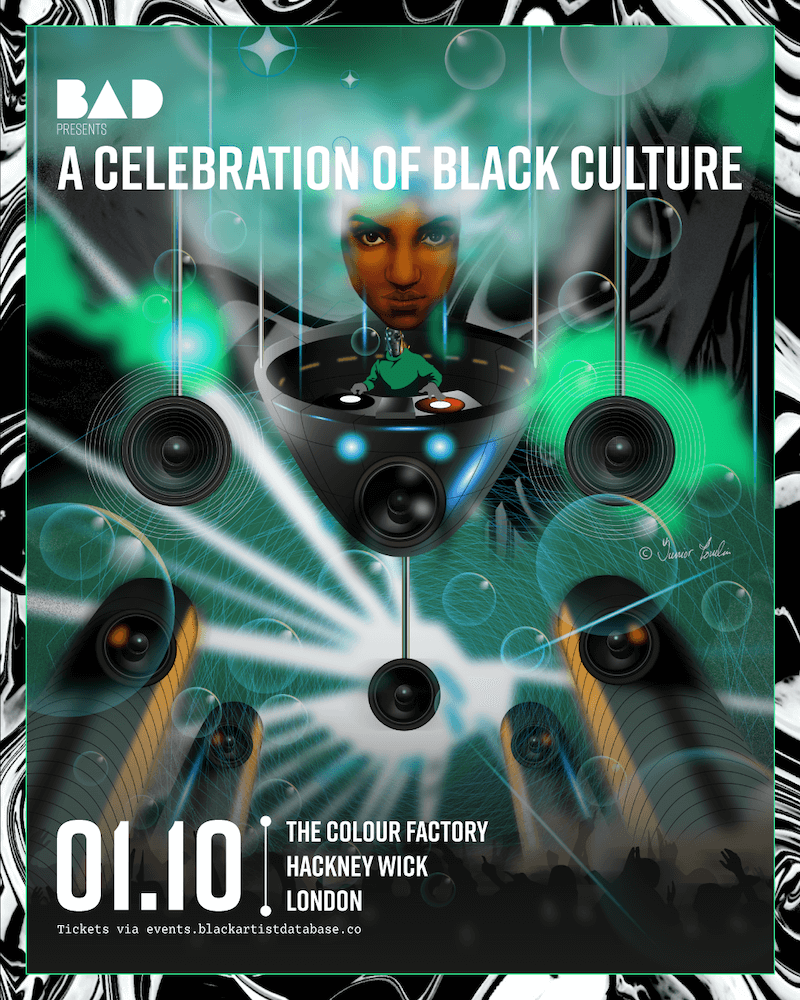 BAD
PRESENTS
A CELEBRATION OF BLACK CULTURE
© Junior
01.10
THE COLOUR FACTORY
HACKNEY WICK
LONDON
Tickets via events.blackartistdatabase.co